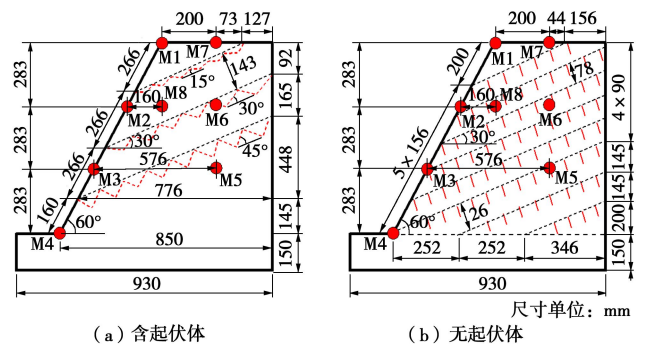 200 73 127
M1 M7
266 143 92
15°
283 160 M8
M2 M6 30° 165
266
283 30°
576 45° 448
266 M3 M5
776
283 160
60° 145
M4 850
150
930
(a)含起伏体
200 44 156
M1 M7
200 78
283 160 M8 4×90
M2 M6
30°
283 5×156
576 145
M3 M5
145
283 26
60° 200
M4
252 252 346 150
930
尺寸单位:mm
(b)无起伏体